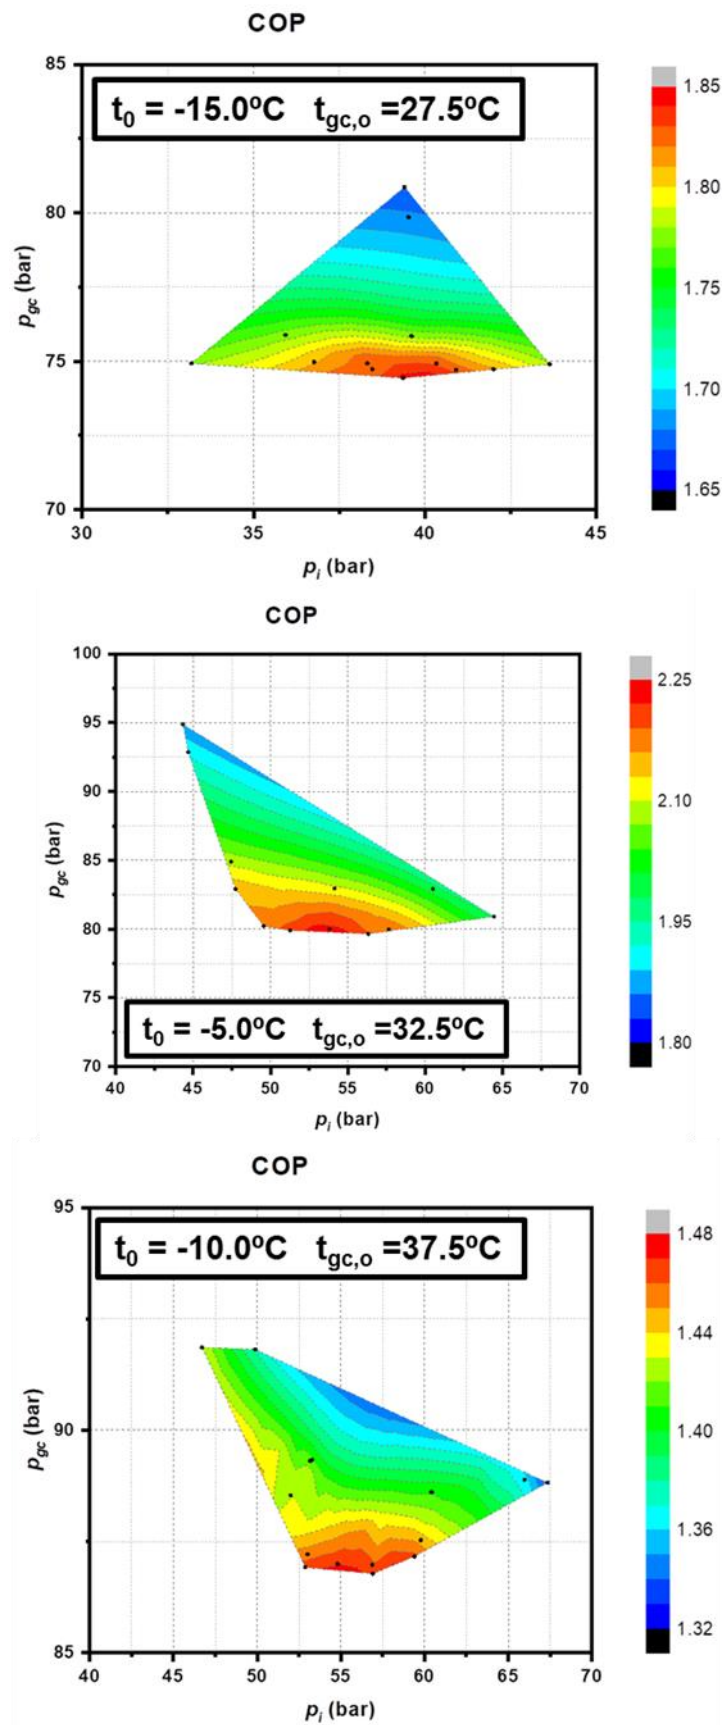 COP
t0 = -15.0ºC tgc,o =27.5ºC
85
80
75
70
pgc (bar)
30 35 40 45
pi (bar)
1.85
1.80
1.75
1.70
1.65
COP
100
95
90
85
80
75
70
pgc (bar)
t0 = -5.0ºC tgc,o =32.5ºC
40 45 50 55 60 65 70
pi (bar)
2.25
2.10
1.95
1.80
COP
t0 = -10.0ºC tgc,o =37.5ºC
95
90
85
pgc (bar)
40 45 50 55 60 65 70
pi (bar)
1.48
1.44
1.40
1.36
1.32